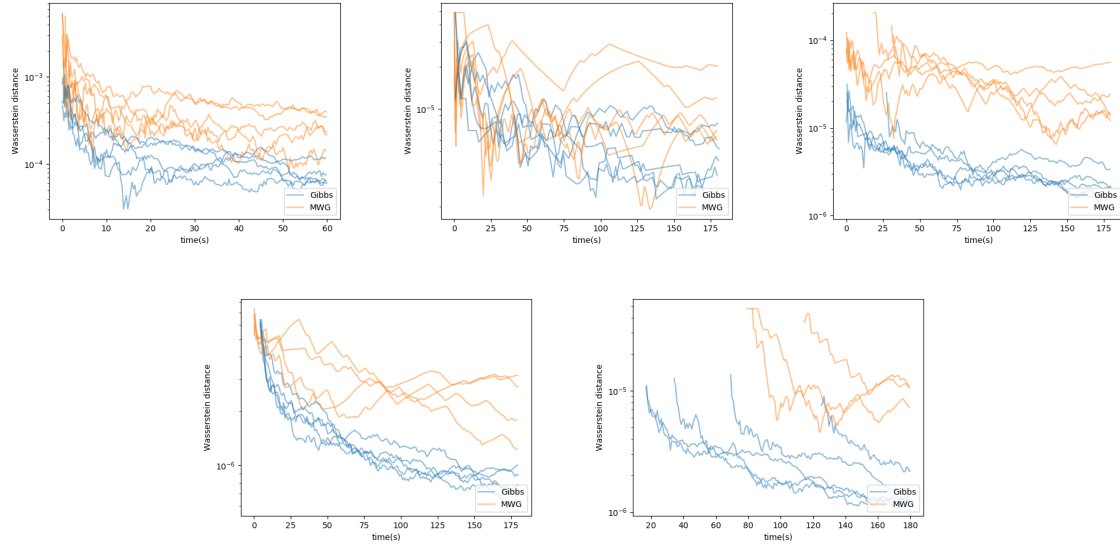 Wasserstein distance
10⁻³
10⁻⁴
0 10 20 30 40 50 60
time(s)
Gibbs
MWG
Wasserstein distance
10⁻⁵
0 25 50 75 100 125 150 175
time(s)
Gibbs
MWG
Wasserstein distance
10⁻⁴
10⁻⁵
10⁻⁶
0 25 50 75 100 125 150 175
time(s)
Gibbs
MWG
Wasserstein distance
10⁻⁶
0 25 50 75 100 125 150 175
time(s)
Gibbs
MWG
Wasserstein distance
10⁻⁵
10⁻⁶
20 40 60 80 100 120 140 160 180
time(s)
Gibbs
MWG